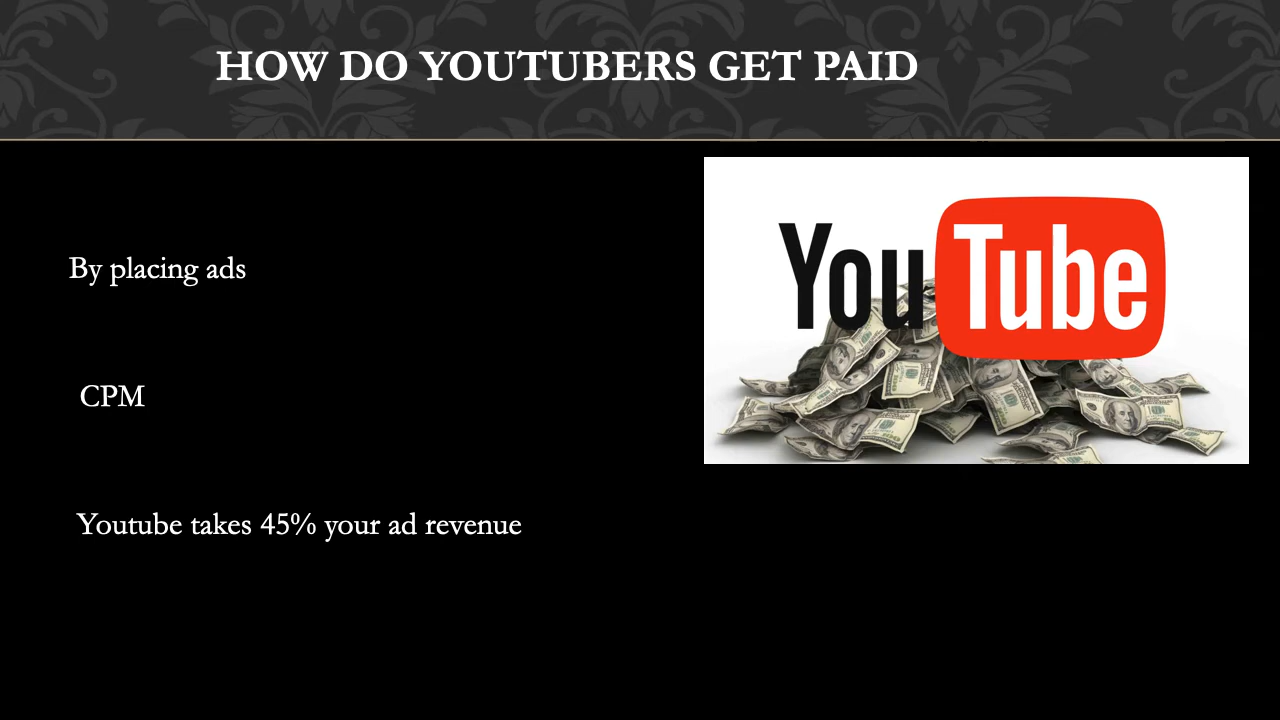 HOW DO YOUTUBERS GET PAID
By placing ads
CPM
Youtube takes 45% your ad revenue
YouTube